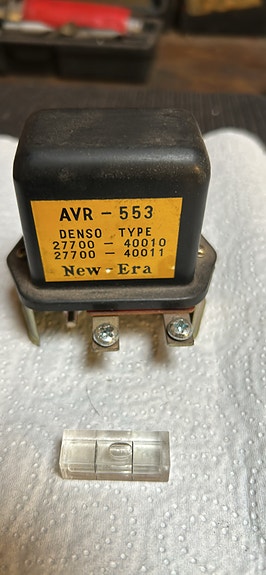 AVR - 553
DENSO TYPE
27700 - 40010
27700 - 40011
New-Era